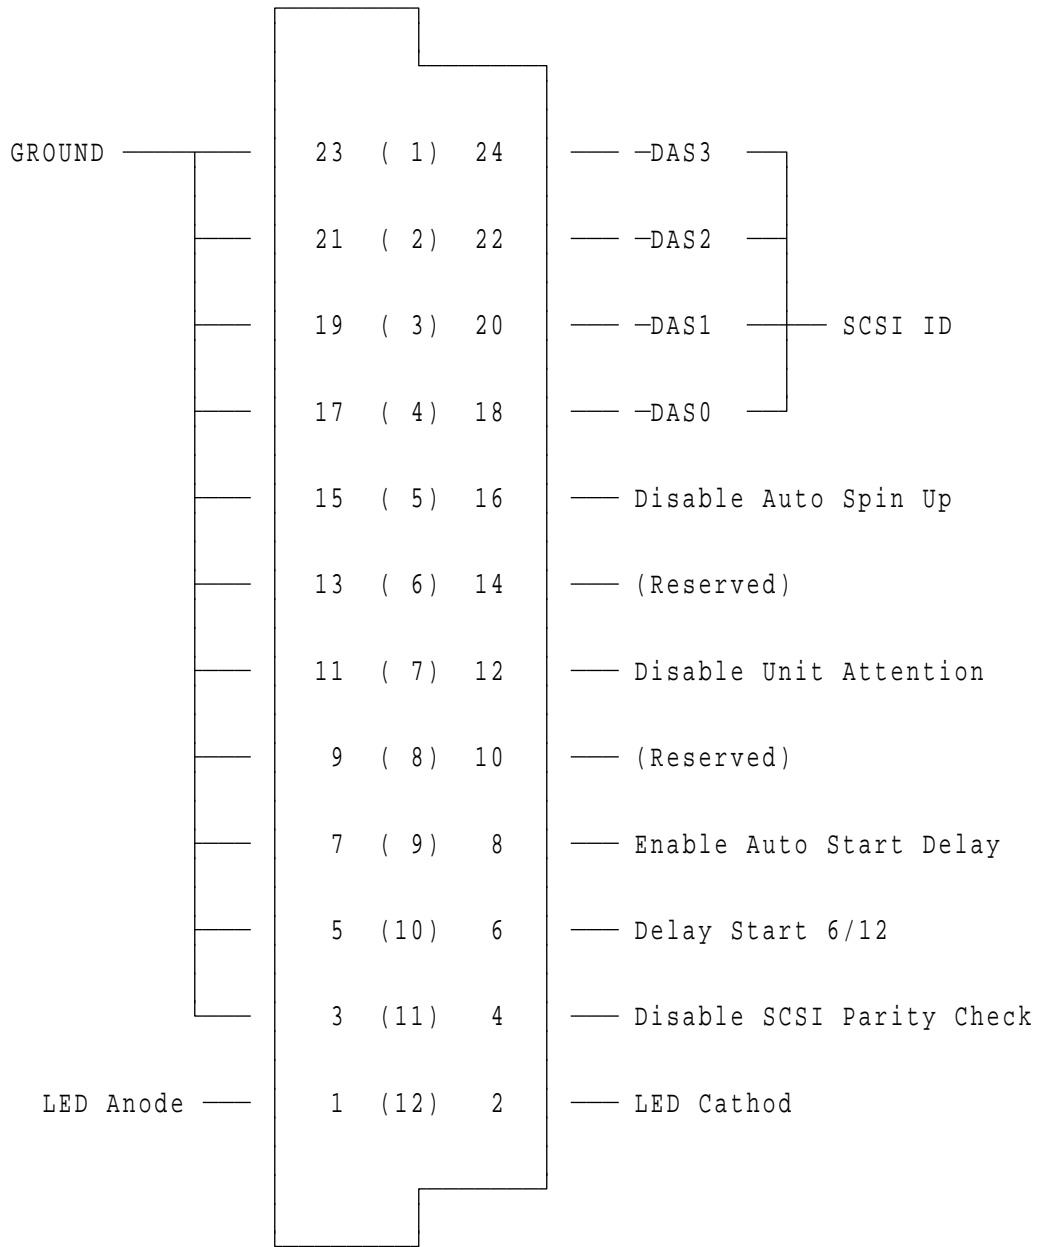 GROUND 23 ( 1) 24 -DAS3
21 ( 2) 22 -DAS2
19 ( 3) 20 -DAS1 SCSI ID
17 ( 4) 18 -DAS0
15 ( 5) 16 Disable Auto Spin Up
13 ( 6) 14 (Reserved)
11 ( 7) 12 Disable Unit Attention
9 ( 8) 10 (Reserved)
7 ( 9) 8 Enable Auto Start Delay
5 (10) 6 Delay Start 6/12
3 (11) 4 Disable SCSI Parity Check
LED Anode 1 (12) 2 LED Cathod